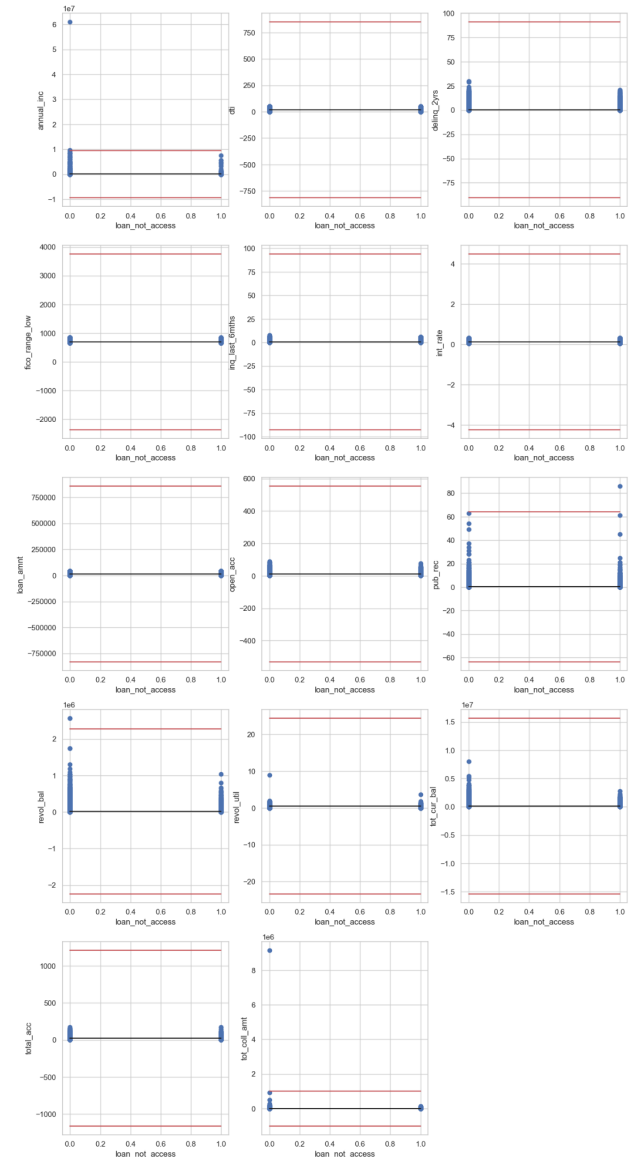 1e7
6
5
4
3
2
1
0
−1
annual_inc
0.0 0.2 0.4 0.6 0.8 1.0
loan_not_access
750
500
250
0
−250
−500
−750
dti
0.0 0.2 0.4 0.6 0.8 1.0
loan_not_access
100
75
50
25
0
−25
−50
−75
delinq_2yrs
0.0 0.2 0.4 0.6 0.8 1.0
loan_not_access
4000
3000
2000
1000
0
−1000
−2000
fico_range_low
0.0 0.2 0.4 0.6 0.8 1.0
loan_not_access
100
75
50
25
0
−25
−50
−75
−100
inq_last_6mths
0.0 0.2 0.4 0.6 0.8 1.0
loan_not_access
4
2
0
−2
−4
int_rate
0.0 0.2 0.4 0.6 0.8 1.0
loan_not_access
750000
500000
250000
0
−250000
−500000
−750000
loan_amnt
0.0 0.2 0.4 0.6 0.8 1.0
loan_not_access
600
400
200
0
−200
−400
open_acc
0.0 0.2 0.4 0.6 0.8 1.0
loan_not_access
80
60
40
20
0
−20
−40
−60
pub_rec
0.0 0.2 0.4 0.6 0.8 1.0
loan_not_access
1e6
2
1
0
−1
−2
revol_bal
0.0 0.2 0.4 0.6 0.8 1.0
loan_not_access
20
10
0
−10
−20
revol_util
0.0 0.2 0.4 0.6 0.8 1.0
loan_not_access
1e7
1.5
1.0
0.5
0.0
−0.5
−1.0
−1.5
tot_cur_bal
0.0 0.2 0.4 0.6 0.8 1.0
loan_not_access
1000
500
0
−500
−1000
total_acc
0.0 0.2 0.4 0.6 0.8 1.0
loan_not_access
1e6
8
6
4
2
0
tot_coll_amt
0.0 0.2 0.4 0.6 0.8 1.0
loan_not_access